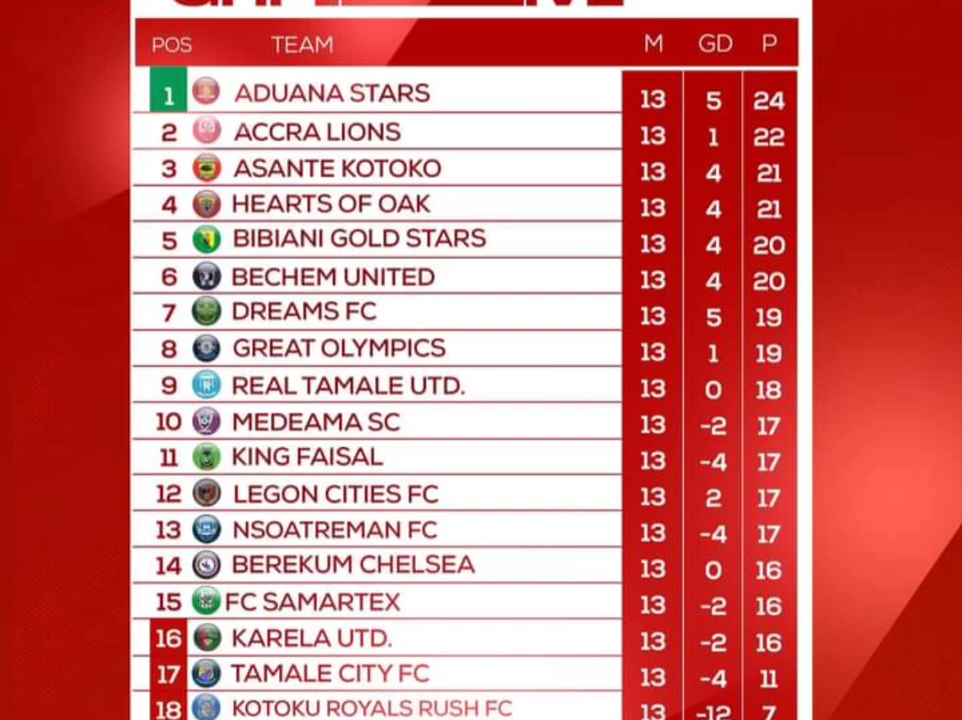 POS TEAM M GD P
1 ADUANA STARS 13 5 24
2 ACCRA LIONS 13 1 22
3 ASANTE KOTOKO 13 4 21
4 HEARTS OF OAK 13 4 21
5 BIBIANI GOLD STARS 13 4 20
6 BECHEM UNITED 13 4 20
7 DREAMS FC 13 5 19
8 GREAT OLYMPICS 13 1 19
9 REAL TAMALE UTD. 13 0 18
10 MEDEAMA SC 13 -2 17
11 KING FAISAL 13 -4 17
12 LEGON CITIES FC 13 2 17
13 NSOATREMAN FC 13 -4 17
14 BEREKUM CHELSEA 13 0 16
15 FC SAMARTEX 13 -2 16
16 KARELA UTD. 13 -2 16
17 TAMALE CITY FC 13 -4 11
18 KOTOKU ROYALS RUSH FC 13 -12 7